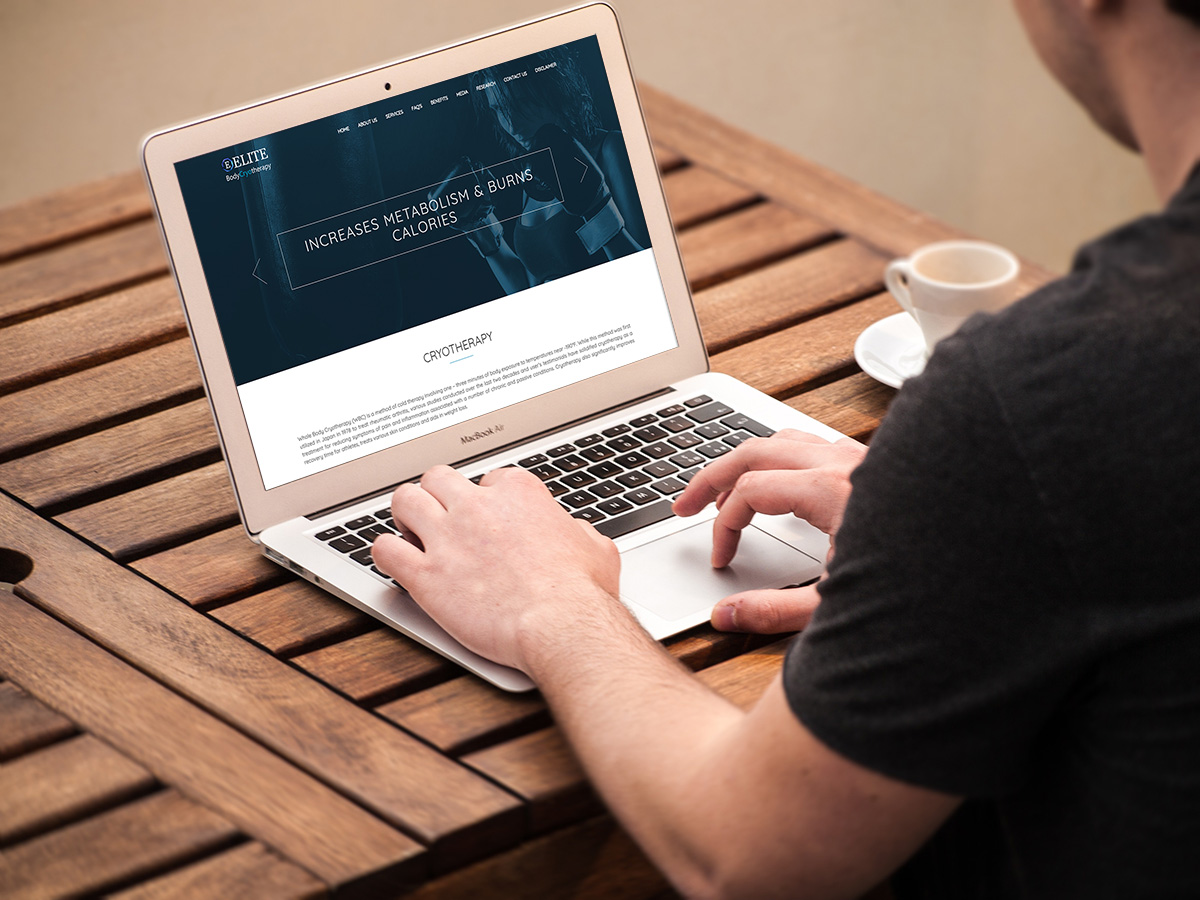 HOME ABOUT US SERVICES FAQ'S BENEFITS MEDIA RESEARCH CONTACT US DISCLAIMER
E ELITE
BodyCryotherapy
INCREASES METABOLISM & BURNS
CALORIES
CRYOTHERAPY
Whole Body Cryotherapy (WBC) is a method of cold therapy involving one - three minutes of body exposure to temperatures near -190°F. While this method was first
utilized in Japan in 1978 to treat rheumatic arthritis, various studies conducted over the last two decades and user's testimonials have solidified cryotherapy as a
treatment for reducing symptoms of pain and inflammation associated with a number of chronic and passive conditions. Cryotherapy also significantly improves
recovery time for athletes, treats various skin conditions and aids in weight loss.
MacBook Air